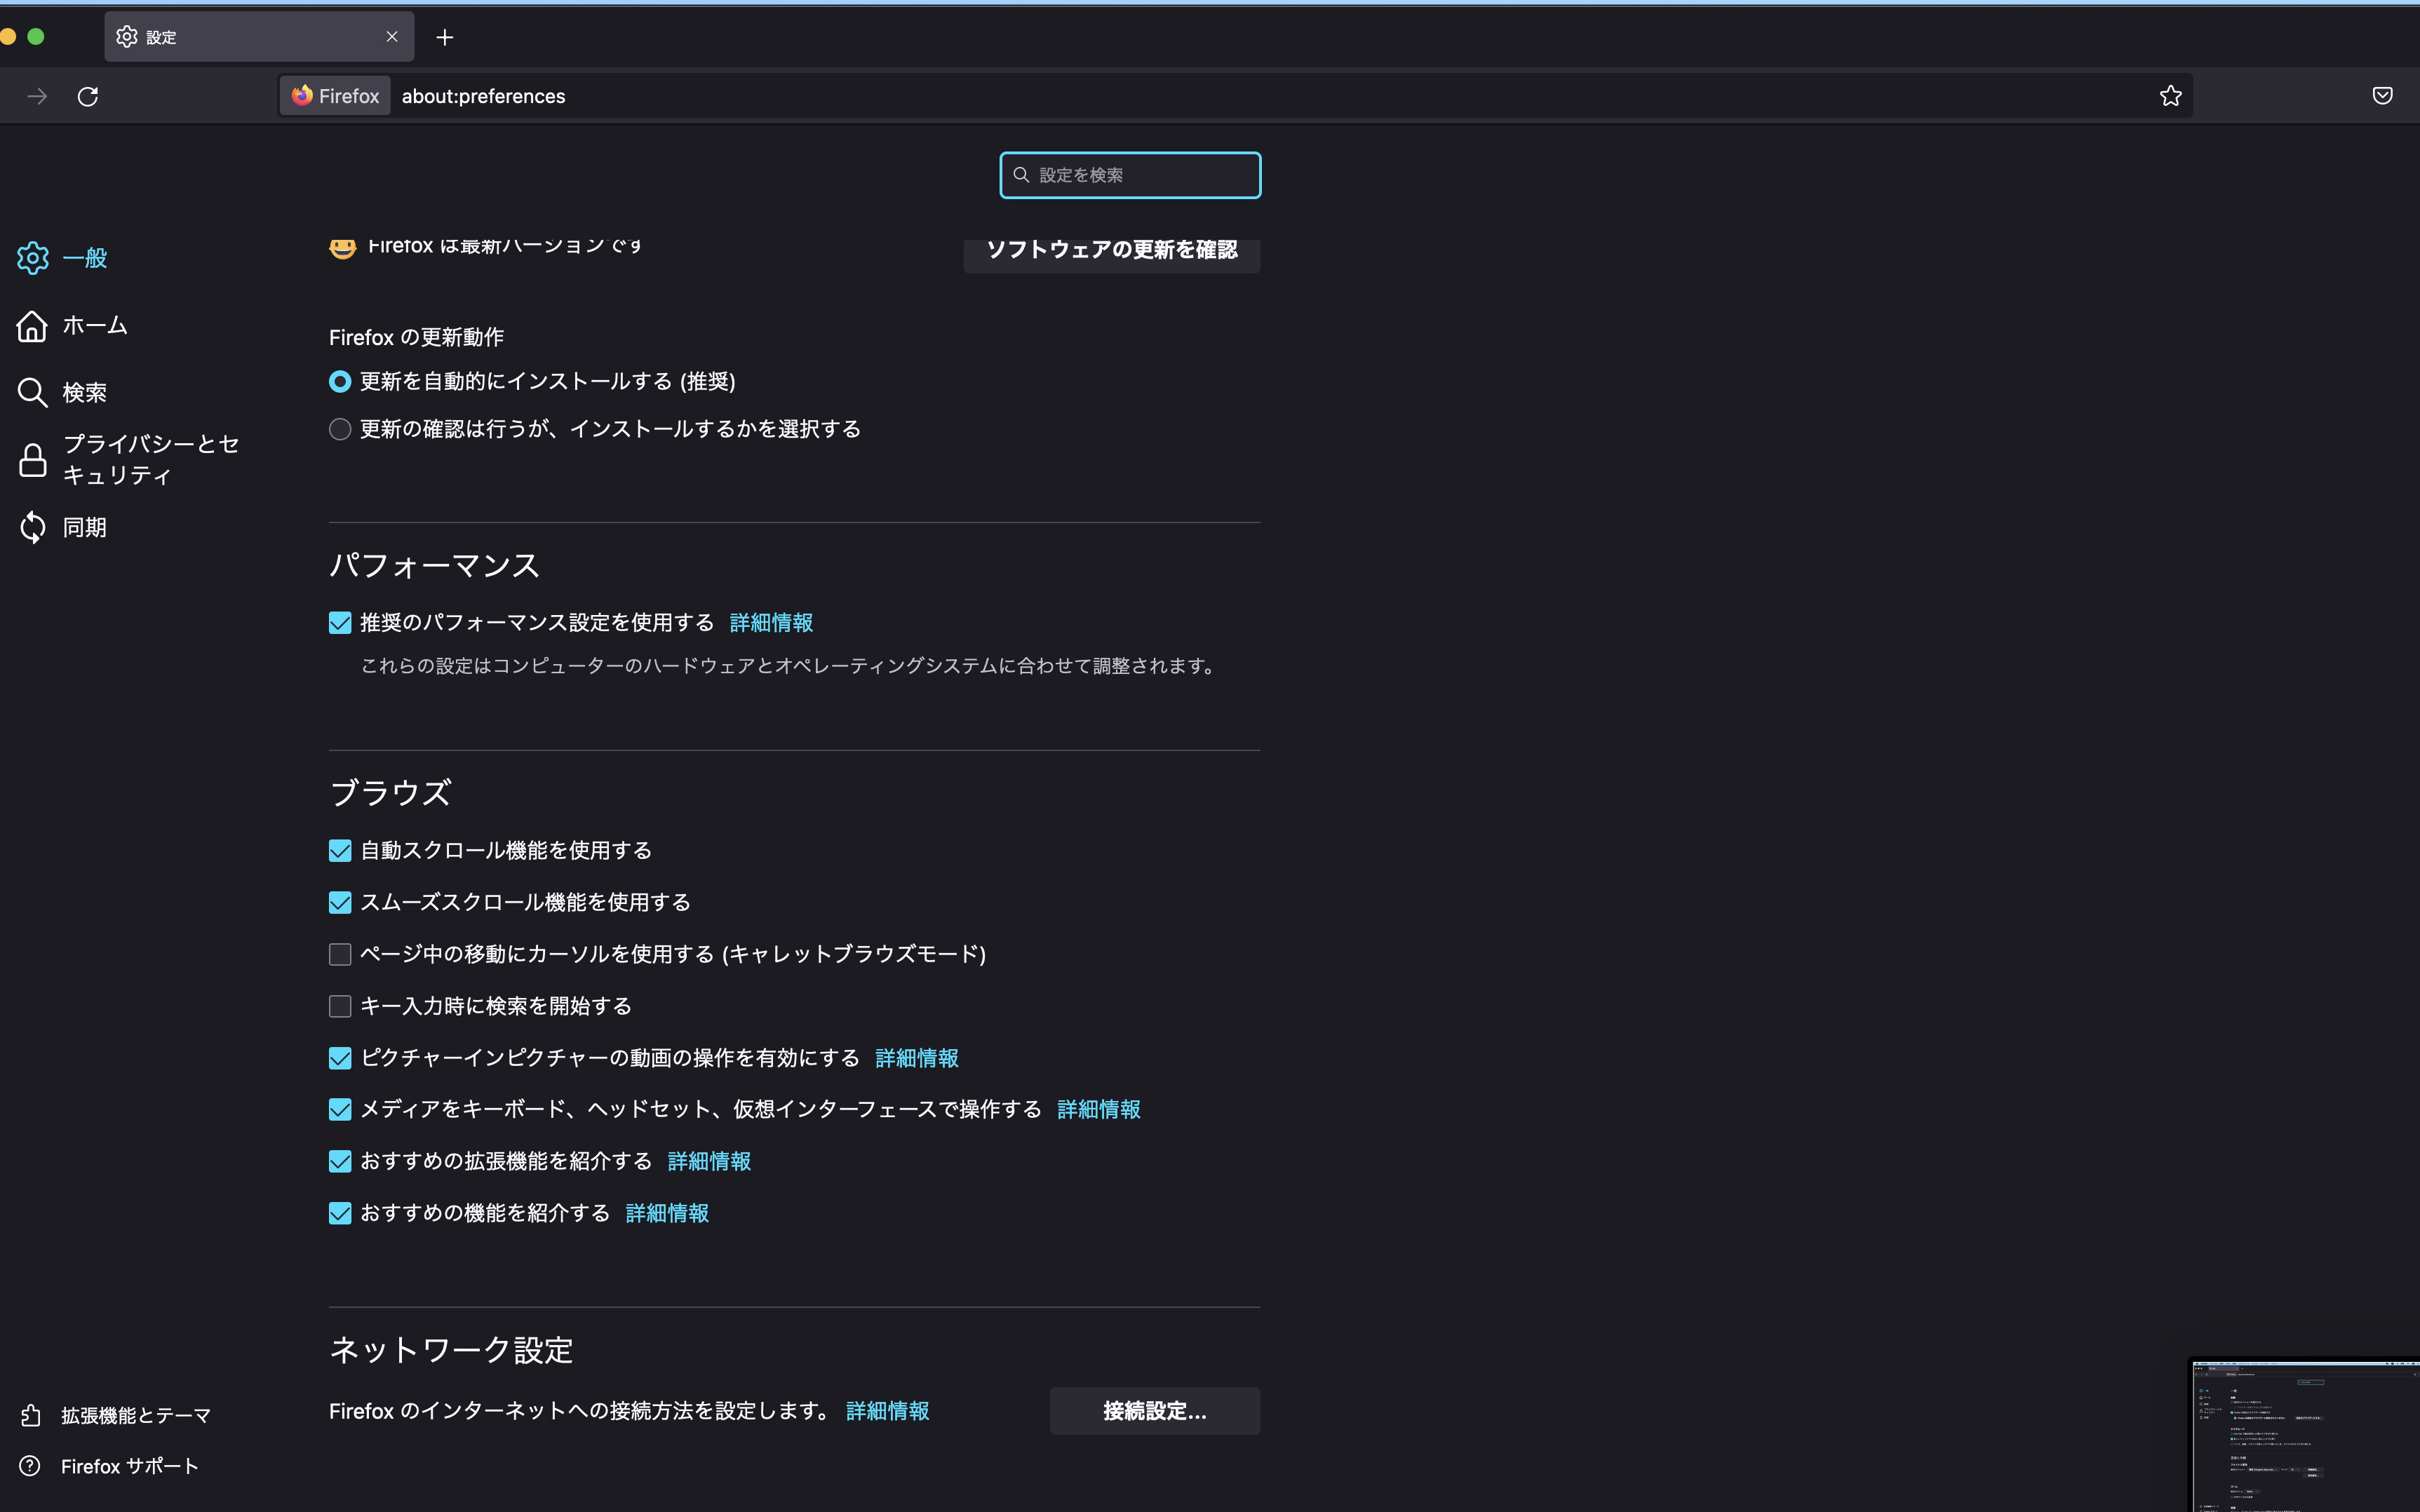 設定
Firefox about:preferences
設定を検索
一般
ホーム
検索
プライバシーとセ
キュリティ
同期
拡張機能とテーマ
Firefox サポート
Firefox は最新バージョンです
ソフトウェアの更新を確認
Firefox の更新動作
更新を自動的にインストールする (推奨)
更新の確認は行うが、インストールするかを選択する
パフォーマンス
推奨のパフォーマンス設定を使用する 詳細情報
これらの設定はコンピューターのハードウェアとオペレーティングシステムに合わせて調整されます。
ブラウズ
自動スクロール機能を使用する
スムーズスクロール機能を使用する
ページ中の移動にカーソルを使用する (キャレットブラウズモード)
キー入力時に検索を開始する
ピクチャーインピクチャーの動画の操作を有効にする 詳細情報
メディアをキーボード、ヘッドセット、仮想インターフェースで操作する 詳細情報
おすすめの拡張機能を紹介する 詳細情報
おすすめの機能を紹介する 詳細情報
ネットワーク設定
Firefox のインターネットへの接続方法を設定します。 詳細情報
接続設定...